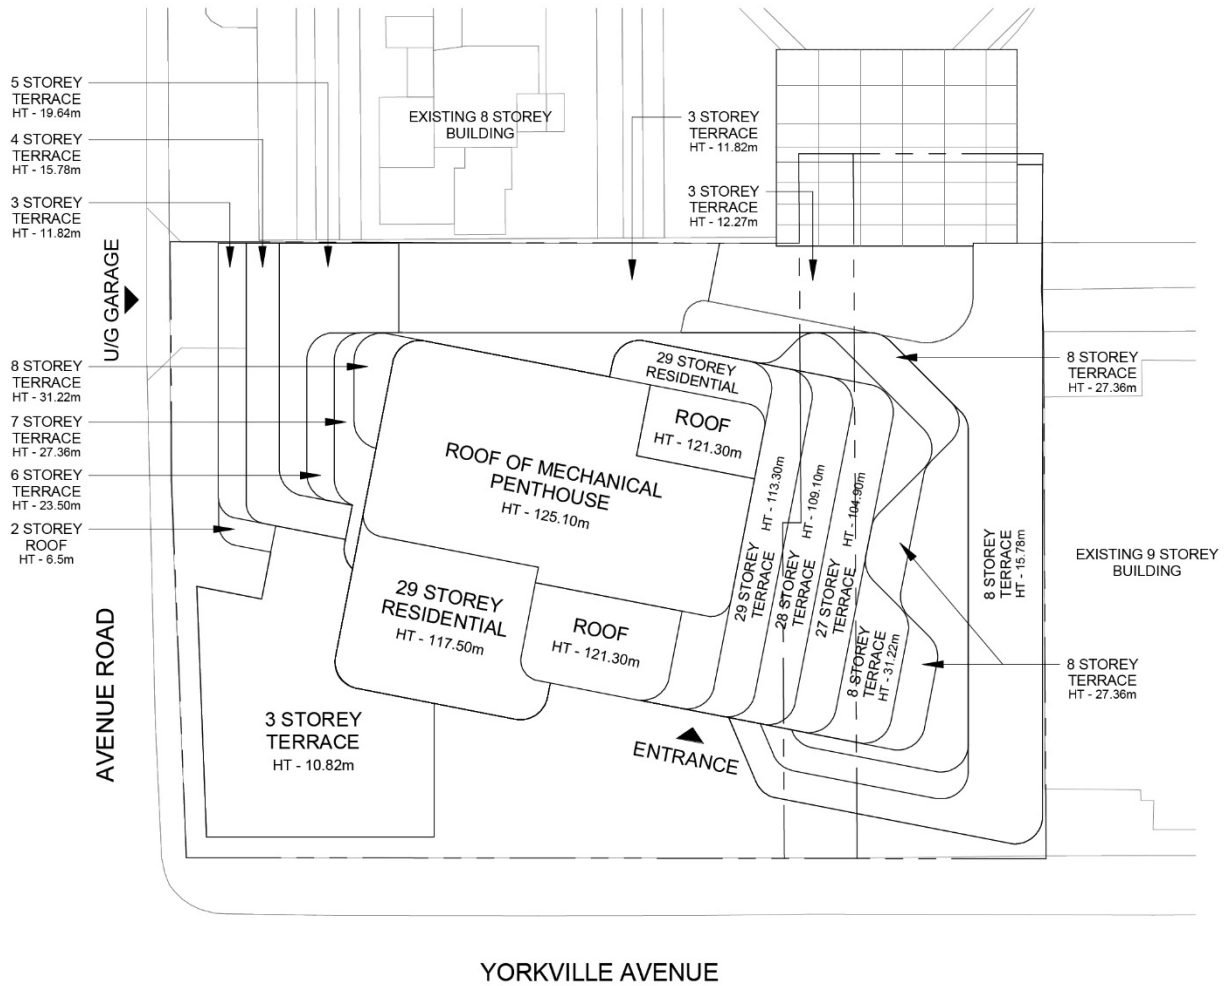 5 STOREY
TERRACE
HT - 19.64m
4 STOREY
TERRACE
HT - 15.78m
3 STOREY
TERRACE
HT - 11.82m
EXISTING 8 STOREY
BUILDING
3 STOREY
TERRACE
HT - 11.82m
3 STOREY
TERRACE
HT - 12.27m
U/G GARAGE
8 STOREY
TERRACE
HT - 31.22m
7 STOREY
TERRACE
HT - 27.36m
6 STOREY
TERRACE
HT - 23.50m
2 STOREY
ROOF
HT - 6.5m
29 STOREY
RESIDENTIAL
ROOF
HT - 121.30m
ROOF OF MECHANICAL
PENTHOUSE
HT - 125.10m
29 STOREY
RESIDENTIAL
HT - 117.50m
ROOF
HT - 121.30m
29 STOREY
TERRACE
HT - 113.30m
28 STOREY
TERRACE
HT - 109.10m
27 STOREY
TERRACE
HT - 104.90m
8 STOREY
TERRACE
HT - 31.22m
8 STOREY
TERRACE
HT - 15.78m
8 STOREY
TERRACE
HT - 27.36m
EXISTING 9 STOREY
BUILDING
8 STOREY
TERRACE
HT - 27.36m
3 STOREY
TERRACE
HT - 10.82m
ENTRANCE
AVENUE ROAD
YORKVILLE AVENUE